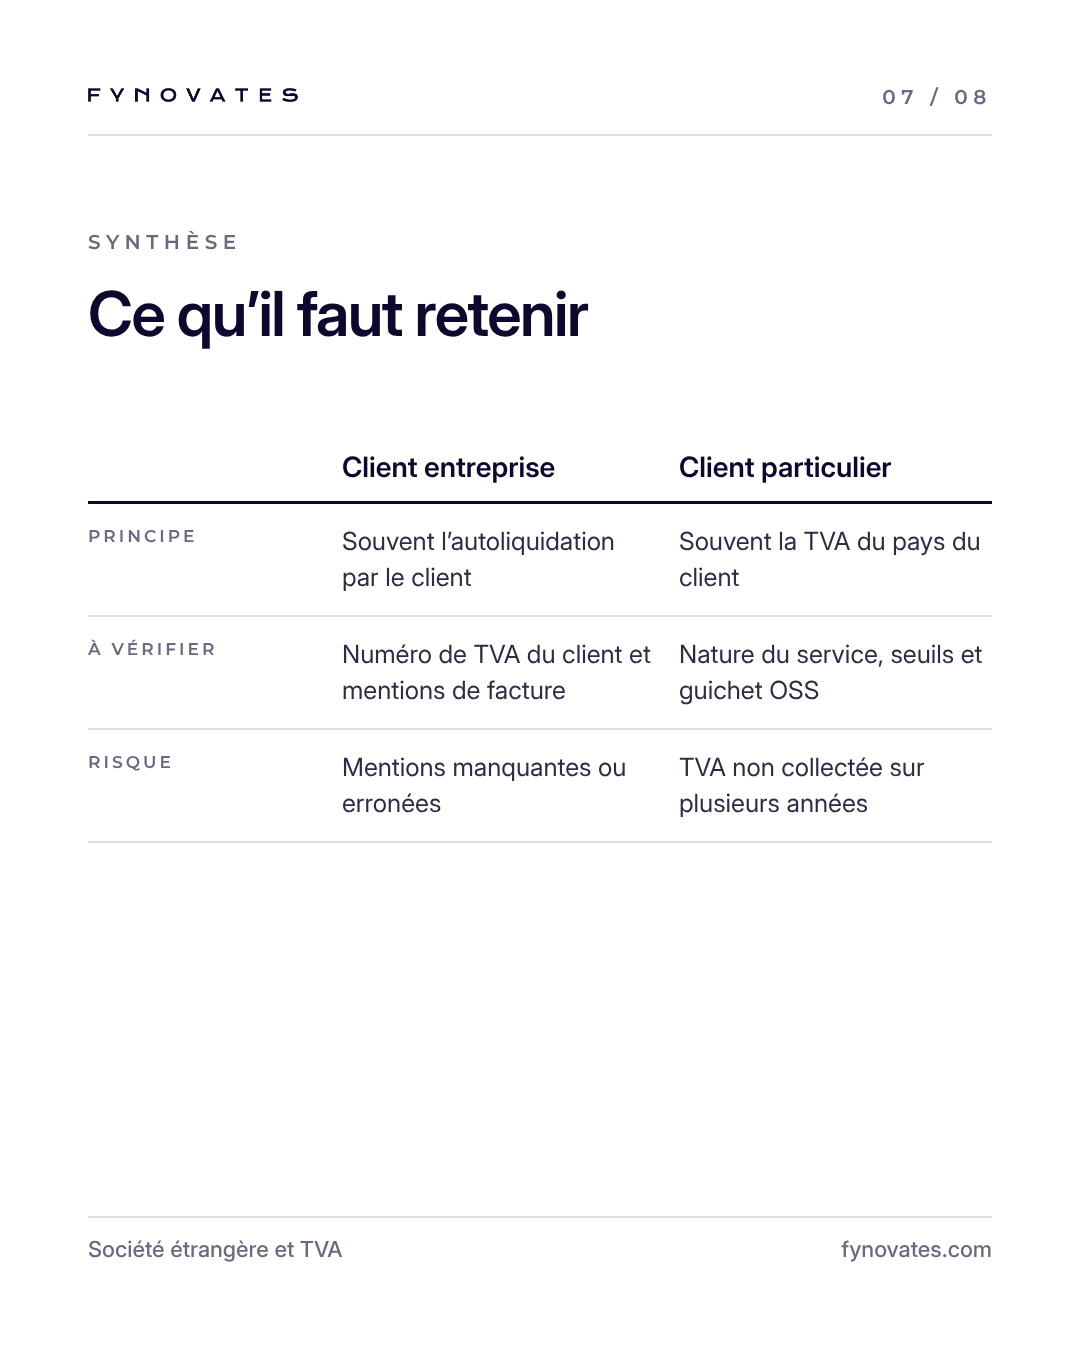 FYNOVATES
07 / 08
SYNTHÈSE
Ce qu’il faut retenir
Client entreprise
Client particulier
PRINCIPE
Souvent l’autoliquidation
par le client
Souvent la TVA du pays du
client
À VÉRIFIER
Numéro de TVA du client et
mentions de facture
Nature du service, seuils et
guichet OSS
RISQUE
Mentions manquantes ou
erronées
TVA non collectée sur
plusieurs années
Société étrangère et TVA
fynovates.com